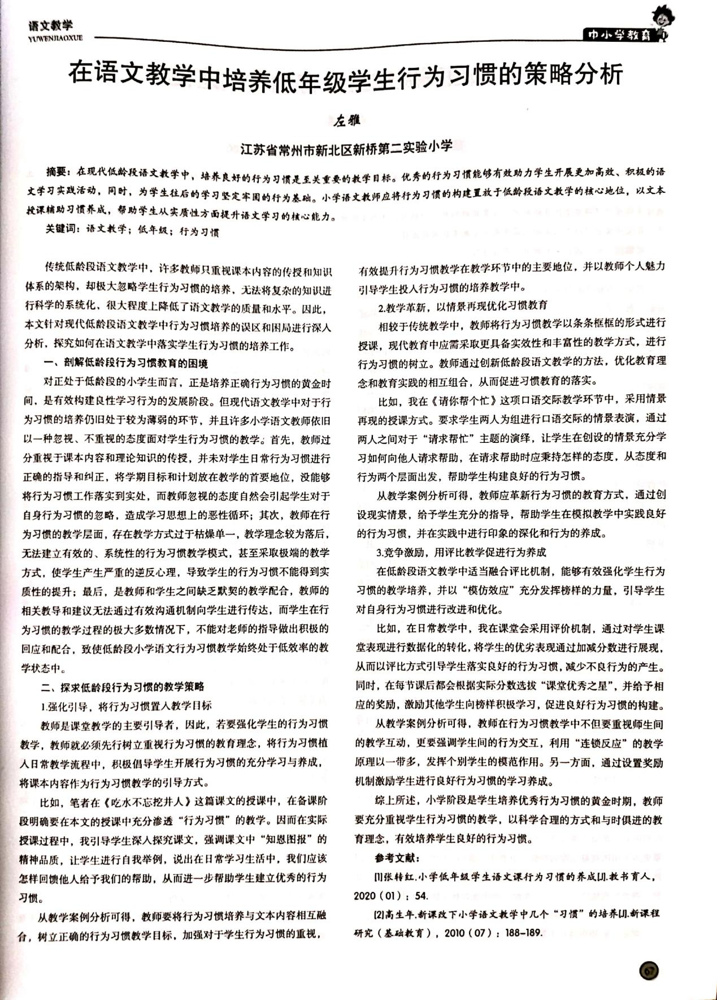 语文教学
YUWENJIAOXUE
中小学教育
在语文教学中培养低年级学生行为习惯的策略分析
左雅
江苏省常州市新北区新桥第二实验小学
摘要：在现代低龄段语文教学中，培养良好的行为习惯是至关重要的教学目标。优秀的行为习惯能够有效助力学生开展更加高效、积极的语
文学习实践活动，同时，为学生往后的学习坚定牢固的行为基础。小学语文教师应将行为习惯的构建置放于低龄段语文教学的核心地位，以文本
授课辅助习惯养成，帮助学生从实质性方面提升语文学习的核心能力。
关键词：语文教学；低年级；行为习惯
传统低龄段语文教学中，许多教师只重视课本内容的传授和知识
体系的架构，却极大忽略学生行为习惯的培养，无法将复杂的知识进
行科学的系统化，很大程度上降低了语文教学的质量和水平。因此，
本文针对现代低龄段语文教学中行为习惯培养的误区和困局进行深入
分析，探究如何在语文教学中落实学生行为习惯的培养工作。
一、剖解低龄段行为习惯教育的困境
对正处于低龄段的小学生而言，正是培养正确行为习惯的黄金时
间，是有效构建良性学习行为的发展阶段。但现代语文教学中对于行
为习惯的培养仍旧处于较为薄弱的环节，并且许多小学语文教师依旧
以一种忽视、不重视的态度面对学生行为习惯的教学。首先，教师过
分重视于课本内容和理论知识的传授，并未对学生日常行为习惯进行
正确的指导和纠正，将学期目标和计划放在教学的首要地位，没能够
将行为习惯工作落实到实处，而教师忽视的态度自然会引起学生对于
自身行为习惯的忽略，造成学习思想上的恶性循环；其次，教师在行
为习惯的教学层面，存在教学方式过于枯燥单一，教学理念较为落后，
无法建立有效的、系统性的行为习惯教学模式，甚至采取极端的教学
方式，使学生产生严重的逆反心理，导致学生的行为习惯不能得到实
质性的提升；最后，是教师和学生之间缺乏默契的教学配合，教师的
相关教导和建议无法通过有效沟通机制向学生进行传达，而学生在行
为习惯的教学过程的极大多数情况下，不能对老师的指导做出积极的
回应和配合，致使低龄段小学语文行为习惯教学始终处于低效率的教
学状态中。
二、探求低龄段行为习惯的教学策略
1.强化引导，将行为习惯置入教学目标
教师是课堂教学的主要引导者，因此，若要强化学生的行为习惯
教学，教师就必须先行树立重视行为习惯的教育理念，将行为习惯植
入日常教学流程中，积极倡导学生开展行为习惯的充分学习与养成，
将课本内容作为行为习惯教学的引导方式。
比如，笔者在《吃水不忘挖井人》这篇课文的授课中，在备课阶
段明确要在本文的授课中充分渗透“行为习惯”的教学。因而在实际
授课过程中，我引导学生深入探究课文，强调课文中“知恩图报”的
精神品质，让学生进行自我举例，说出在日常学习生活中，我们应该
怎样回馈他人给予我们的帮助，从而进一步帮助学生建立优秀的行为
习惯。
从教学案例分析可得，教师要将行为习惯培养与文本内容相互融
合，树立正确的行为习惯教学目标，加强对于学生行为习惯的重视，
有效提升行为习惯教学在教学环节中的主要地位，并以教师个人魅力
引导学生投入行为习惯的培养教学中。
2.教学革新，以情景再现优化习惯教育
相较于传统教学中，教师将行为习惯教学以条条框框的形式进行
授课，现代教育中应需采取更具备实效性和丰富性的教学方式，进行
行为习惯的树立。教师通过创新低龄段语文教学的方法，优化教育理
念和教育实践的相互组合，从而促进习惯教育的落实。
比如，我在《请你帮个忙》这项口语交际教学环节中，采用情景
再现的授课方式。要求学生两人为组进行口语交际的情景表演，通过
两人之间对于“请求帮忙”主题的演绎，让学生在创设的情景充分学
习如何向他人请求帮助，在请求帮助时应秉持怎样的态度，从态度和
行为两个层面出发，帮助学生构建良好的行为习惯。
从教学案例分析可得，教师应革新行为习惯的教育方式，通过创
设现实情景，给予学生充分的指导，帮助学生在模拟教学中实践良好
的行为习惯，并在实践中进行印象的深化和行为的养成。
3.竞争激励，用评比教学促进行为养成
在低龄段语文教学中适当融合评比机制，能够有效强化学生行为
习惯的教学培养，并以“模仿效应”充分发挥榜样的力量，引导学生
对自身行为习惯进行改进和优化。
比如，在日常教学中，我在课堂会采用评价机制，通过对学生课
堂表现进行数据化的转化，将学生的优劣表现通过加减分数进行展现，
从而以评比方式引导学生落实良好的行为习惯，减少不良行为的产生。
同时，在每节课后都会根据实际分数选拔“课堂优秀之星”，并给予相
应的奖励，激励其他学生向榜样积极学习，促进良好行为习惯的构建。
从教学案例分析可得，教师在行为习惯教学中不但要重视师生间
的教学互动，更要强调学生间的行为交互，利用“连锁反应”的教学
原理以一带多，发挥个别学生的模范作用。另一方面，通过设置奖励
机制激励学生进行良好行为习惯的学习养成。
综上所述，小学阶段是学生培养优秀行为习惯的黄金时期，教师
要充分重视学生行为习惯的教学，以科学合理的方式和与时俱进的教
育理念，有效培养学生良好的行为习惯。
参考文献：
[1]张转红.小学低年级学生语文课行为习惯的养成[J].教书育人，
2020（01）：54.
[2]高生年.新课改下小学语文教学中几个“习惯”的培养[J].新课程
研究（基础教育），2010（07）：188-189.
67